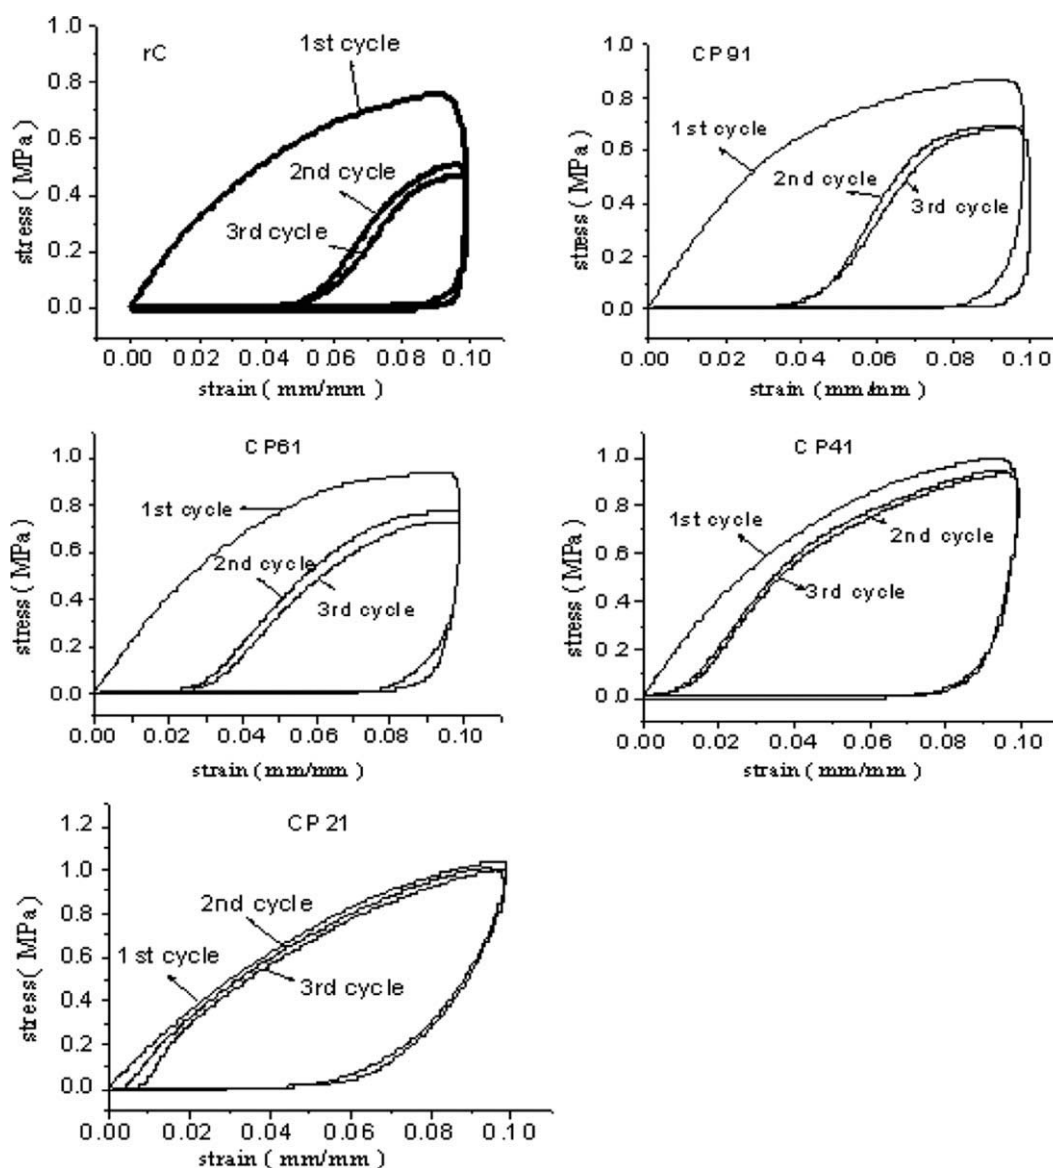 rC
1st cycle
2nd cycle
3rd cycle
stress ( MPa)
1.0
0.8
0.6
0.4
0.2
0.0
0.00 0.02 0.04 0.06 0.08 0.10
strain ( mm/mm)
CP91
1st cycle
2nd cycle
3rd cycle
stress ( MPa)
1.0
0.8
0.6
0.4
0.2
0.0
0.00 0.02 0.04 0.06 0.08 0.10
strain (mm/mm )
CP61
1st cycle
2nd cycle
3rd cycle
stress ( MPa)
1.0
0.8
0.6
0.4
0.2
0.0
0.00 0.02 0.04 0.06 0.08 0.10
strain ( mm/mm )
CP41
1st cycle
2nd cycle
3rd cycle
stress ( MPa)
1.0
0.8
0.6
0.4
0.2
0.0
0.00 0.02 0.04 0.06 0.08 0.10
strain ( mm/mm )
CP 21
2nd cycle
1st cycle
3rd cycle
stress( MPa)
1.2
1.0
0.8
0.6
0.4
0.2
0.0
0.00 0.02 0.04 0.06 0.08 0.10
strain ( mm/mm)